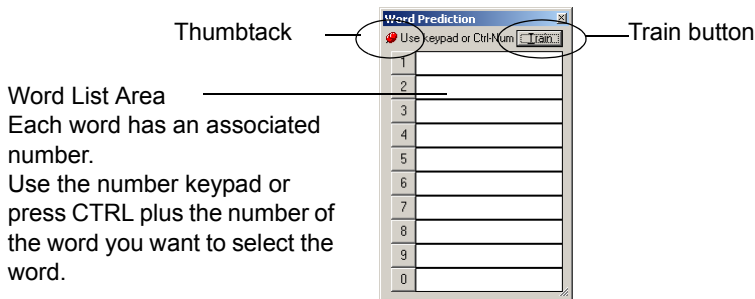 Thumbtack
Word Prediction
Use keypad or Ctrl-Num Train
Train button
Word List Area
Each word has an associated
number.
Use the number keypad or
press CTRL plus the number of
the word you want to select the
word.
1
2
3
4
5
6
7
8
9
0